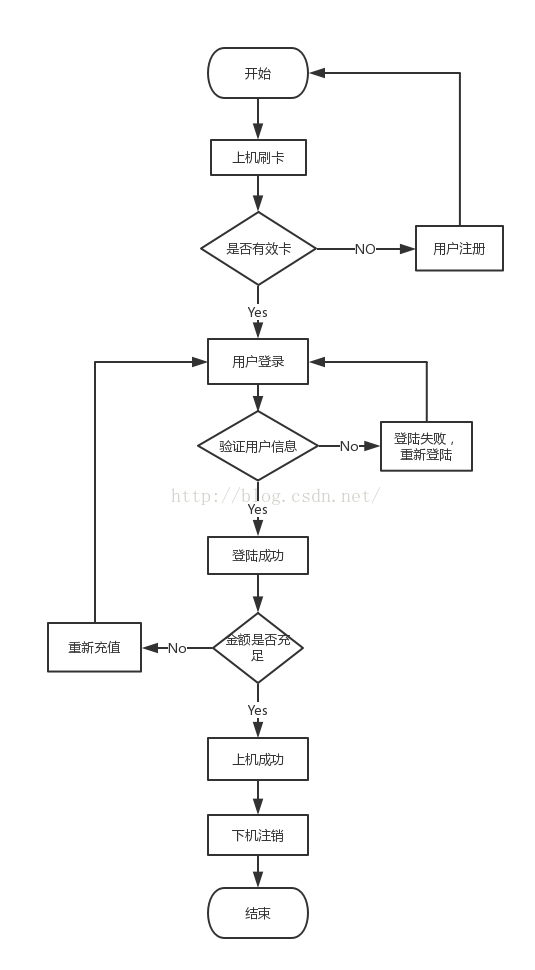 开始
上机刷卡
是否有效卡
NO
用户注册
Yes
用户登录
验证用户信息
No
登陆失败，
重新登陆
http://blog.csdn.net/
Yes
登陆成功
金额是否充
足
No
重新充值
Yes
上机成功
下机注销
结束